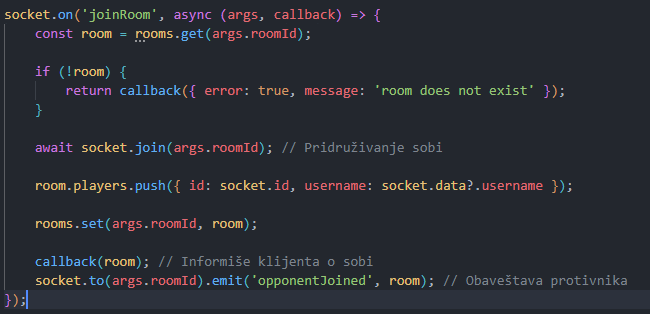 socket.on('joinRoom', async (args, callback) => {
    const room = rooms.get(args.roomId);

    if (!room) {
        return callback({ error: true, message: 'room does not exist' });
    }

    await socket.join(args.roomId); // Pridruživanje sobi

    room.players.push({ id: socket.id, username: socket.data?.username });

    rooms.set(args.roomId, room);

    callback(room); // Informiše klijenta o sobi
    socket.to(args.roomId).emit('opponentJoined', room); // Obaveštava protivnika
});